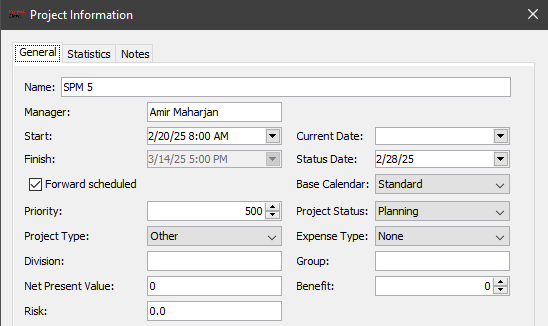 Project Information
General Statistics Notes
Name: SPM 5
Manager: Amir Maharjan
Start: 2/20/25 8:00 AM Current Date:
Finish: 3/14/25 5:00 PM Status Date: 2/28/25
Forward scheduled Base Calendar: Standard
Priority: 500 Project Status: Planning
Project Type: Other Expense Type: None
Division: Group:
Net Present Value: 0 Benefit: 0
Risk: 0.0